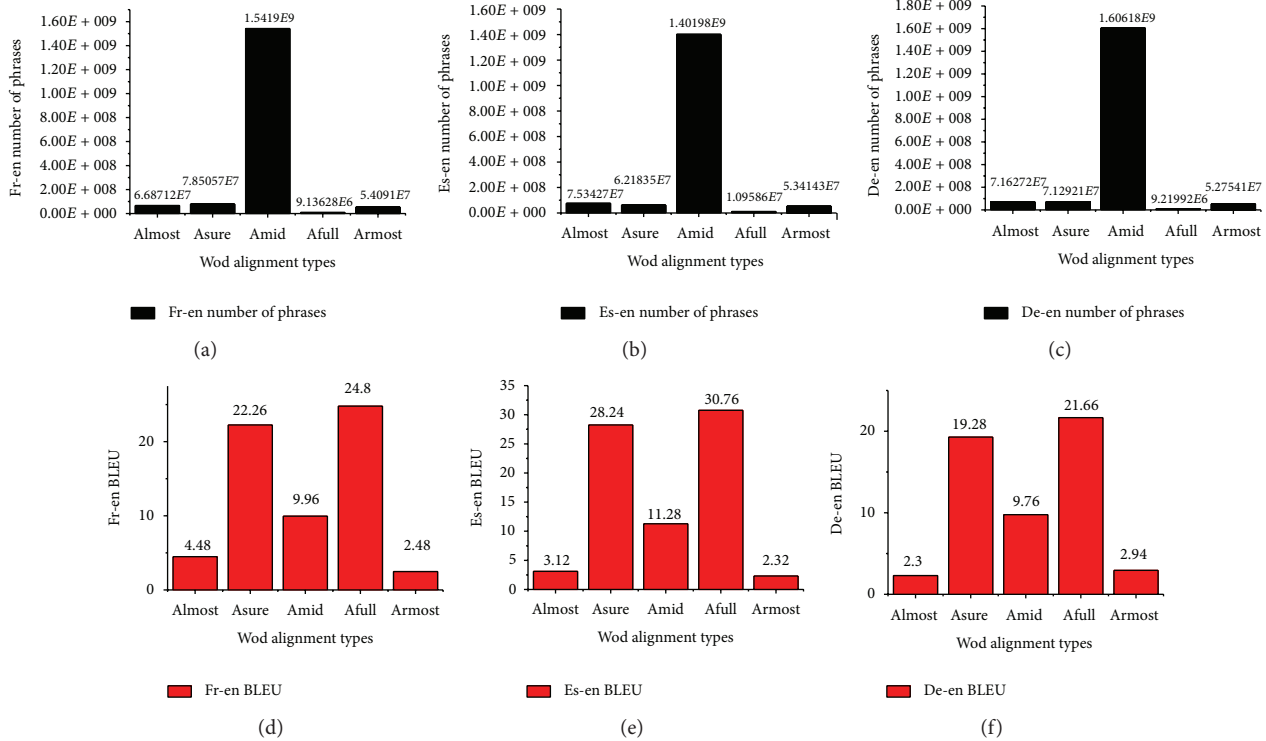 1.60E + 009
1.40E + 009
1.20E + 009
1.00E + 009
8.00E + 008
6.00E + 008
4.00E + 008
2.00E + 008
0.00E + 000
Fr-en number of phrases
6.68712E7
7.85057E7
1.5419E9
9.13628E6
5.4091E7
Almost Asure Amid Afull Armost
Wod alignment types
Fr-en number of phrases
(a)
1.60E + 009
1.40E + 009
1.20E + 009
1.00E + 009
8.00E + 008
6.00E + 008
4.00E + 008
2.00E + 008
0.00E + 000
Es-en number of phrases
7.53427E7
6.21835E7
1.40198E9
1.09586E7
5.34143E7
Almost Asure Amid Afull Armost
Wod alignment types
Es-en number of phrases
(b)
1.80E + 009
1.60E + 009
1.40E + 009
1.20E + 009
1.00E + 009
8.00E + 008
6.00E + 008
4.00E + 008
2.00E + 008
0.00E + 000
De-en number of phrases
7.16272E7
7.12921E7
1.60618E9
9.21992E6
5.27541E7
Almost Asure Amid Afull Armost
Wod alignment types
De-en number of phrases
(c)
20
10
0
Fr-en BLEU
4.48
22.26
9.96
24.8
2.48
Almost Asure Amid Afull Armost
Wod alignment types
Fr-en BLEU
(d)
35
30
25
20
15
10
5
0
Es-en BLEU
3.12
28.24
11.28
30.76
2.32
Almost Asure Amid Afull Armost
Wod alignment types
Es-en BLEU
(e)
20
10
0
De-en BLEU
2.3
19.28
9.76
21.66
2.94
Almost Asure Amid Afull Armost
Wod alignment types
De-en BLEU
(f)